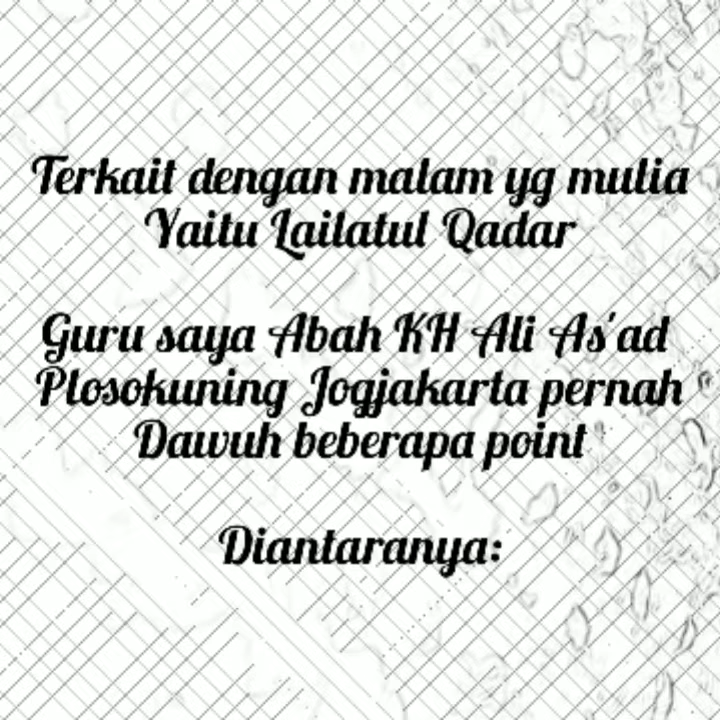 Terkait dengan malam yg mulia
Yaitu Lailatul Qadar
Guru saya Abah KH Ali As'ad
Plosokuning Jogjakarta pernah
Dawuh beberapa point
Diantaranya: